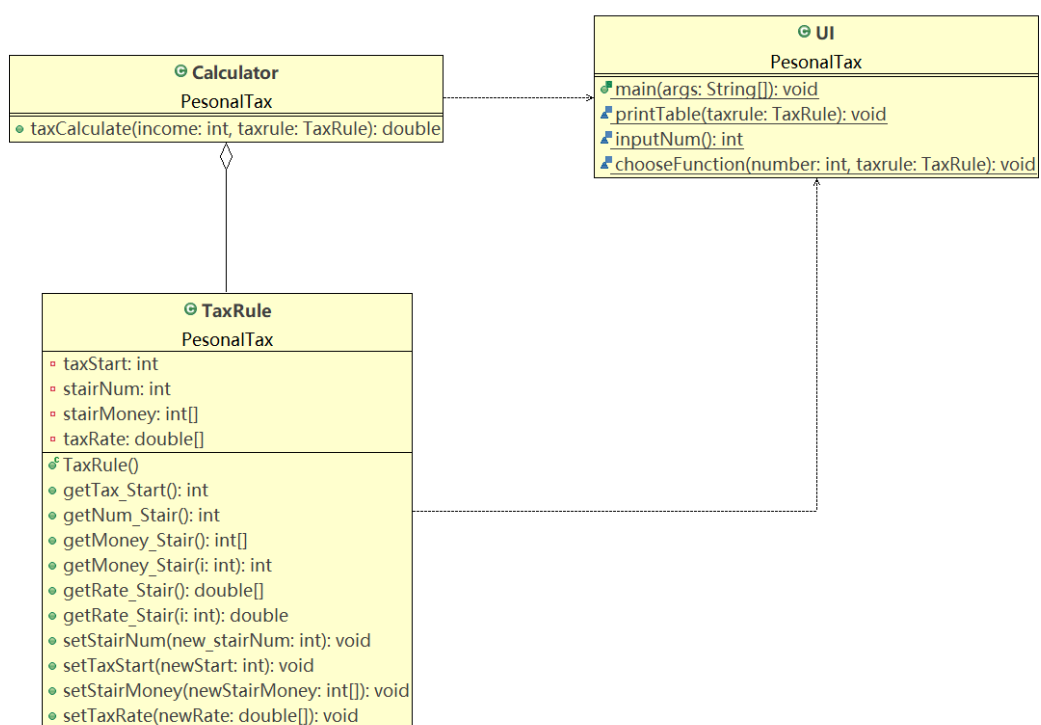 Calculator
PesonalTax
taxCalculate(income: int, taxrule: TaxRule): double
UI
PesonalTax
main(args: String[]): void
printTable(taxrule: TaxRule): void
inputNum(): int
chooseFunction(number: int, taxrule: TaxRule): void
TaxRule
PesonalTax
taxStart: int
stairNum: int
stairMoney: int[]
taxRate: double[]
TaxRule()
getTax_Start(): int
getNum_Stair(): int
getMoney_Stair(): int[]
getMoney_Stair(i: int): int
getRate_Stair(): double[]
getRate_Stair(i: int): double
setStairNum(new_stairNum: int): void
setTaxStart(newStart: int): void
setStairMoney(newStairMoney: int[]): void
setTaxRate(newRate: double[]): void